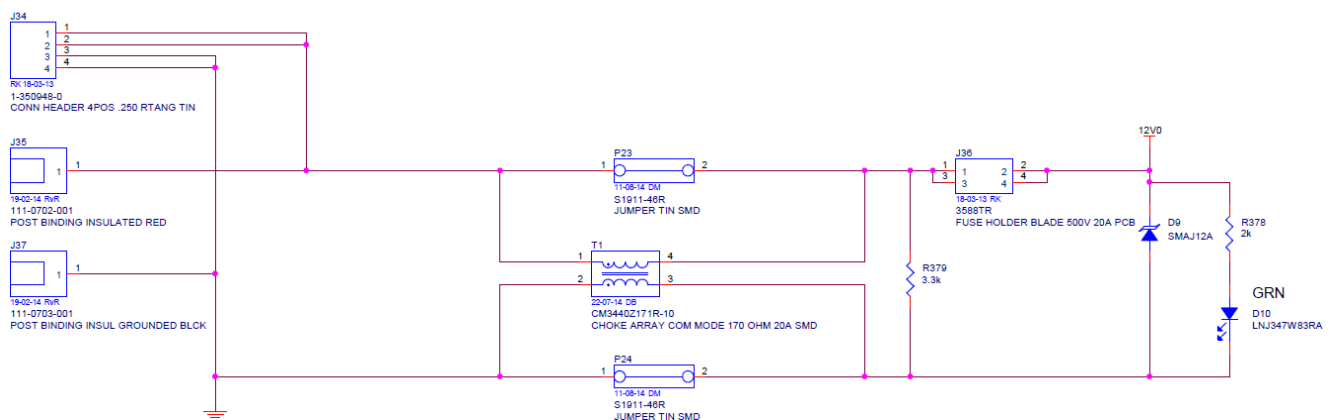 J34
1
2
3
4
1
2
3
4
RK 18-03-13
1-350948-0
CONN HEADER 4POS .250 RTANG TIN
J35
1
1
19-02-14 RvR
111-0702-001
POST BINDING INSULATED RED
J37
1
1
19-02-14 RvR
111-0703-001
POST BINDING INSUL GROUNDED BLCK
P23
1
2
11-08-14 DM
S1911-46R
JUMPER TIN SMD
T1
1
4
2
3
22-07-14 DB
CM3440Z171R-10
CHOKE ARRAY COM MODE 170 OHM 20A SMD
P24
1
2
11-08-14 DM
S1911-46R
JUMPER TIN SMD
R379
3.3k
J36
1
3
1
3
2
4
2
4
18-03-13 RK
3588TR
FUSE HOLDER BLADE 500V 20A PCB
12V0
D9
SMAJ12A
R378
2k
GRN
D10
LNJ347W83RA